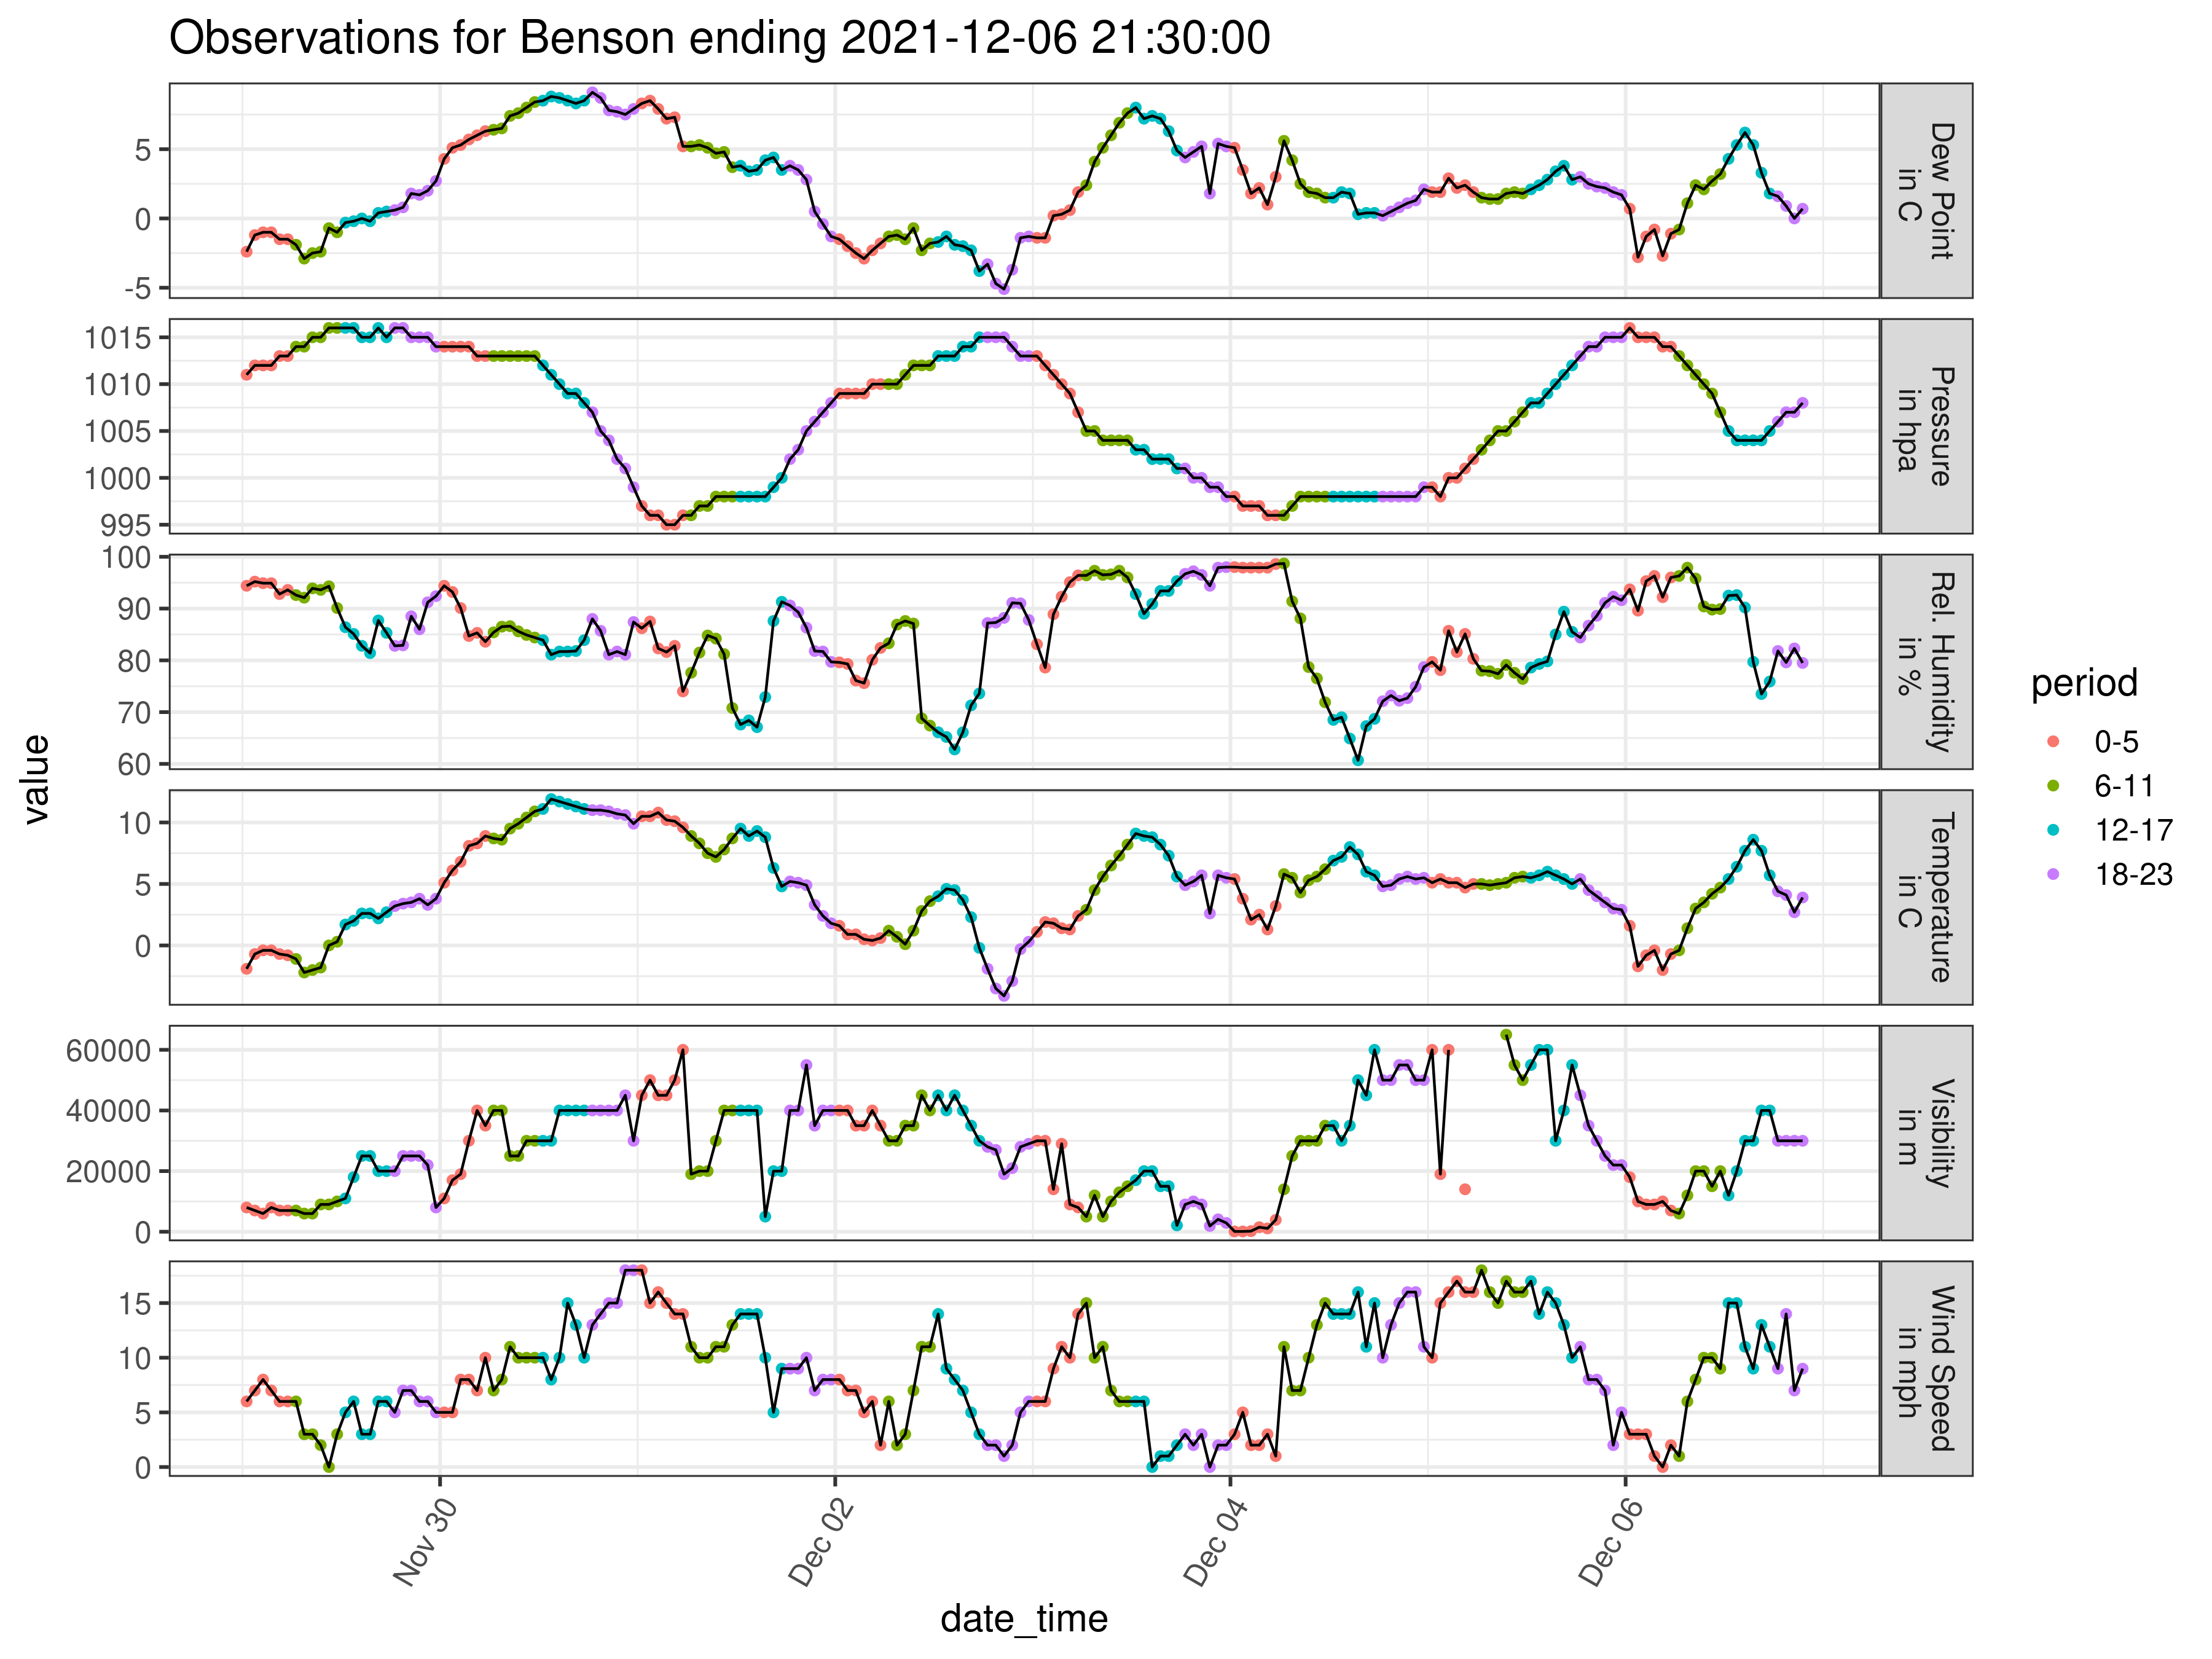 Observations for Benson ending 2021-12-06 21:30:00
value
5
0
-5
Dew Point
in C
1015
1010
1005
1000
995
Pressure
in hpa
100
90
80
70
60
Rel. Humidity
in %
10
5
0
Temperature
in C
60000
40000
20000
0
Visibility
in m
15
10
5
0
Wind Speed
in mph
Nov 30
Dec 02
Dec 04
Dec 06
date_time
period
0-5
6-11
12-17
18-23